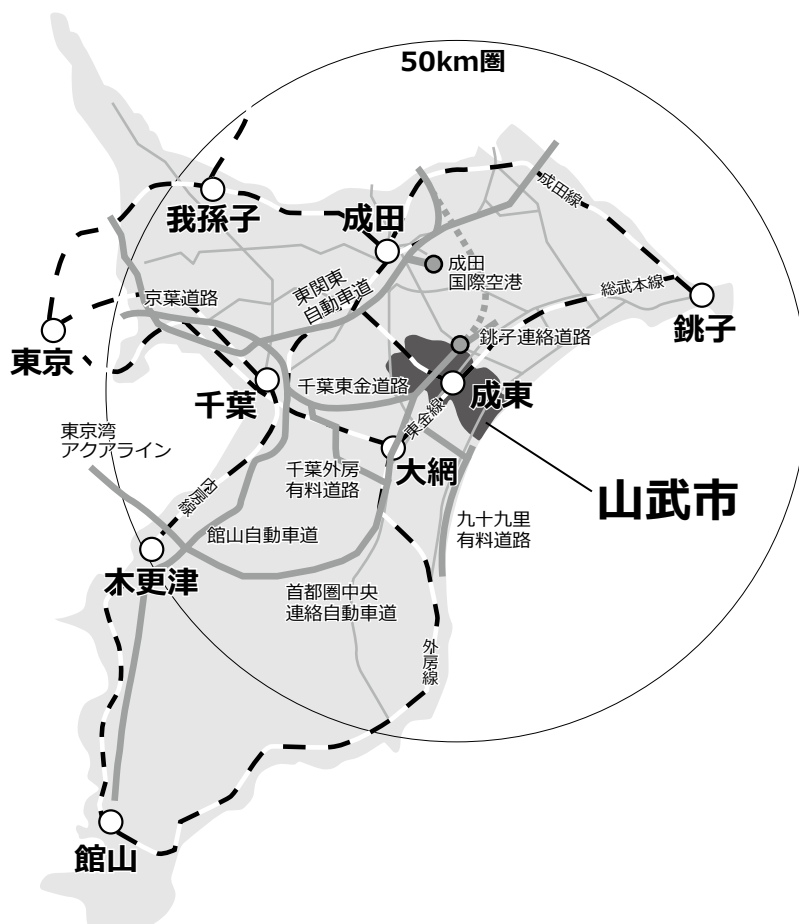 50km圏
我孫子
成田
成田線
成田
国際空港
東関東
自動車道
京葉道路
総武本線
銚子
東京
銚子連絡道路
千葉東金道路
成東
千葉
東金線
東京湾
アクアライン
大網
千葉外房
有料道路
山武市
内房線
九十九里
有料道路
館山自動車道
木更津
首都圏中央
連絡自動車道
外房線
館山